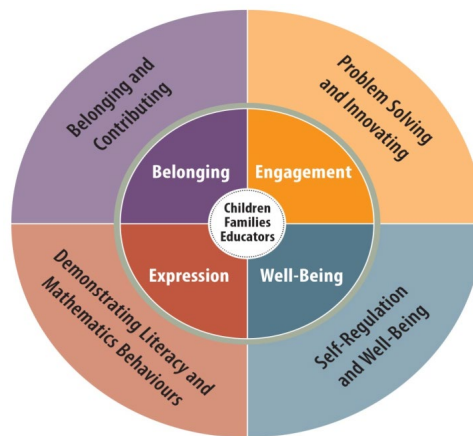 Belonging and
Contributing
Problem Solving
and Innovating
Belonging
Engagement
Children
Families
Educators
Expression
Well-Being
Demonstrating Literacy and
Mathematics Behaviours
Self-Regulation
and Well-Being